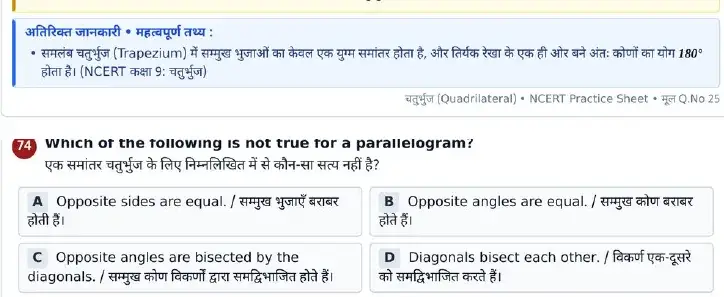 अतिरिक्त जानकारी • महत्वपूर्ण तथ्य :
• समलंब चतुर्भुज (Trapezium) में सम्मुख भुजाओं का केवल एक युग्म समांतर होता है, और तिर्यक रेखा के एक ही ओर बने अंतः कोणों का योग 180°
होता है। (NCERT कक्षा 9: चतुर्भुज)
चतुर्भुज (Quadrilateral) • NCERT Practice Sheet • मूल Q.No 25
74 Which of the following is not true for a parallelogram?
एक समांतर चतुर्भुज के लिए निम्नलिखित में से कौन-सा सत्य नहीं है?
A Opposite sides are equal. / सम्मुख भुजाएँ बराबर
होती हैं।
B Opposite angles are equal. / सम्मुख कोण बराबर
होते हैं।
C Opposite angles are bisected by the
diagonals. / सम्मुख कोण विकर्णों द्वारा समद्विभाजित होते हैं।
D Diagonals bisect each other. / विकर्ण एक-दूसरे
को समद्विभाजित करते हैं।